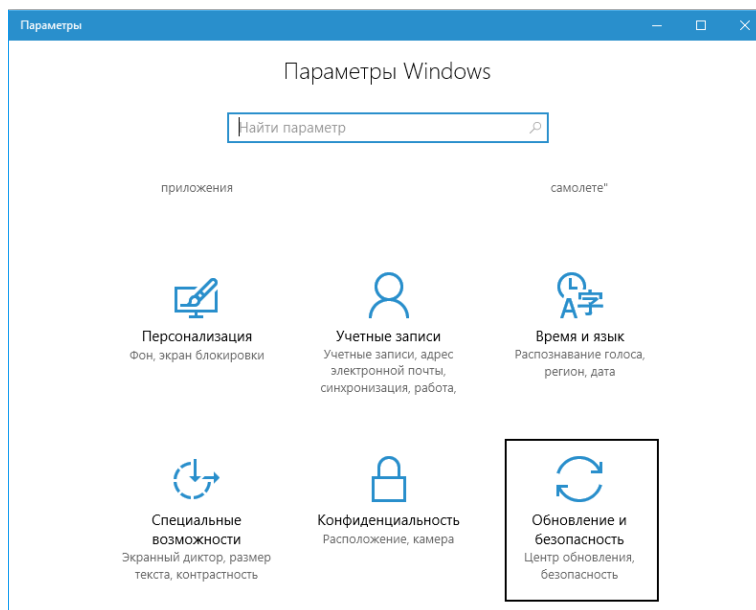 Параметры
Параметры Windows
Найти параметр
приложения
самолете"
Персонализация
Фон, экран блокировки
Учетные записи
Учетные записи, адрес
электронной почты,
синхронизация, работа,
Время и язык
Распознавание голоса,
регион, дата
Специальные
возможности
Экранный диктор, размер
текста, контрастность
Конфиденциальность
Расположение, камера
Обновление и
безопасность
Центр обновления,
безопасность